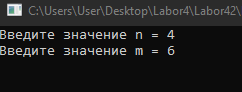 C:\Users\User\Desktop\Labor4\Labor42\
Введите значение n = 4
Введите значение m = 6